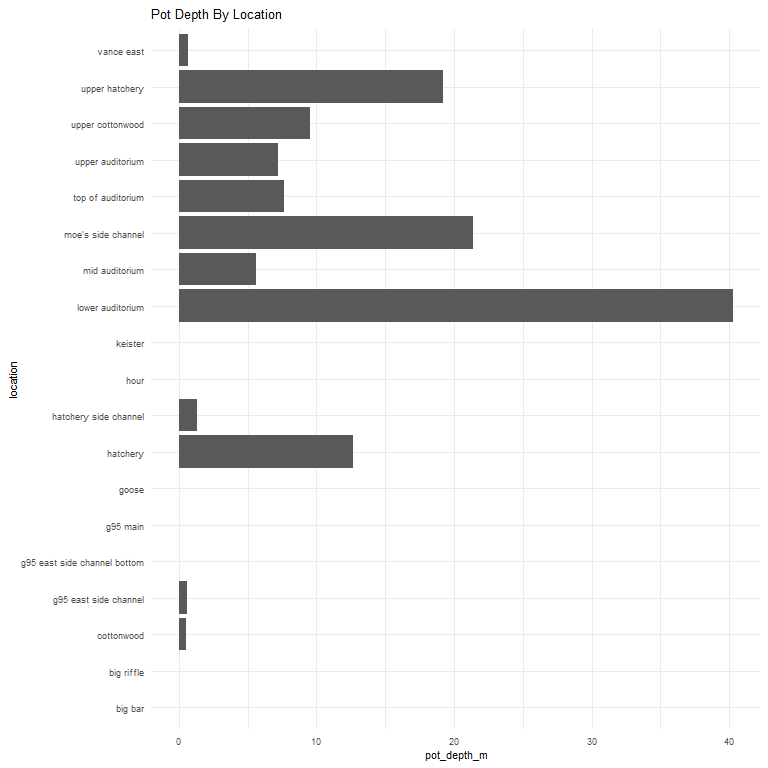 Pot Depth By Location
vance east
upper hatchery
upper cottonwood
upper auditorium
top of auditorium
moe's side channel
mid auditorium
lower auditorium
keister
hour
hatchery side channel
hatchery
goose
g95 main
g95 east side channel bottom
g95 east side channel
cottonwood
big riffle
big bar
location
0 10 20 30 40
pot_depth_m